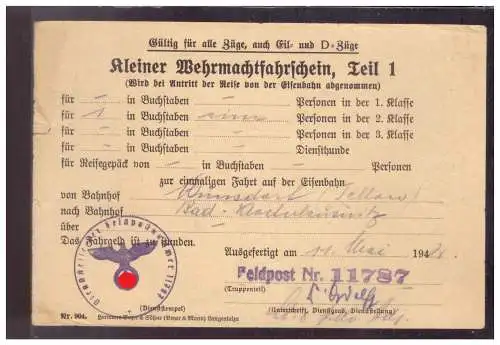 Gültig für alle Züge, auch Eil- und D-Züge
Kleiner Wehrmachtfahrschein, Teil 1
(Wird bei Antritt der Reise von der Eisenbahn abgenommen)
für – in Buchstaben – Personen in der 1. Klasse
für 1 in Buchstaben eine Personen in der 2. Klasse
für – in Buchstaben – Personen in der 3. Klasse
für – in Buchstaben – Diensthunde
für Reisegepäck von – in Buchstaben – Personen
zur einmaligen Fahrt auf der Eisenbahn
von Bahnhof
nach Bahnhof Bad
über
Das Fahrgeld ist zu stunden.
Ausgefertigt am 11. Mai 194
Feldpost Nr. 11787
(Truppenteil)
(Dienststempel)
(Unterschrift, Dienstgrad, Dienststellung)
Nr. 904. Langensalza